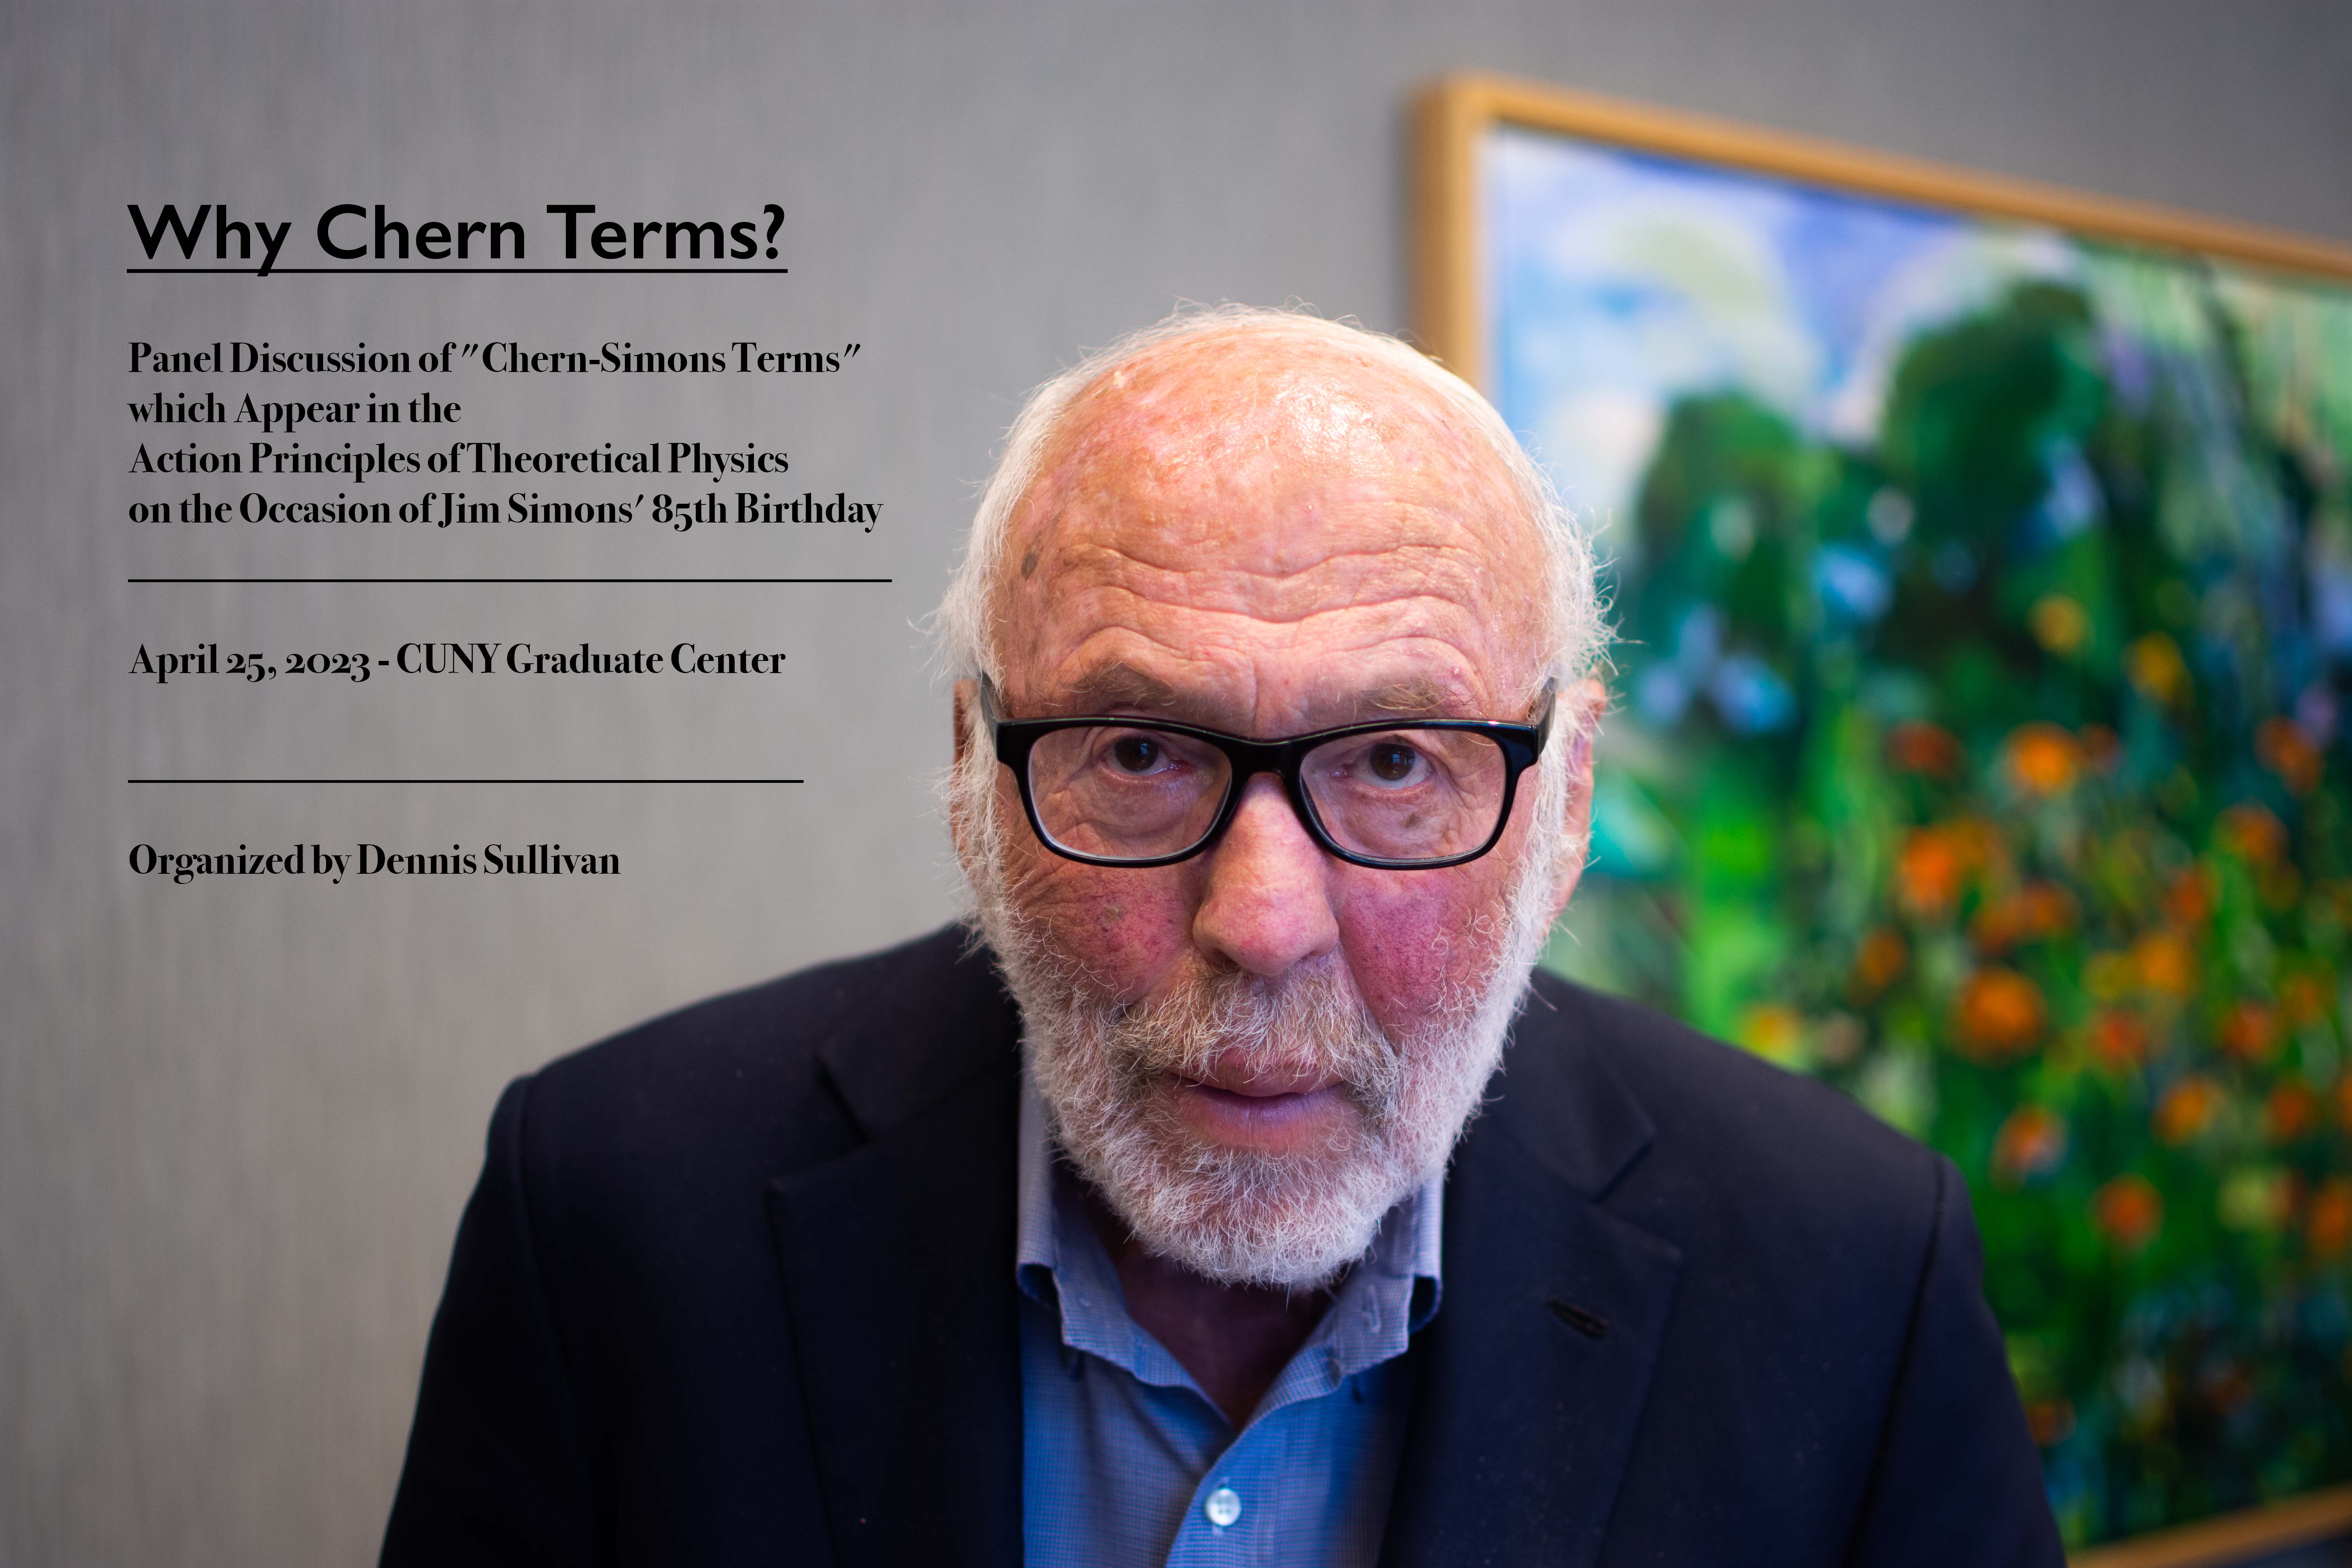 Why Chern Terms?
Panel Discussion of "Chern-Simons Terms"
which Appear in the
Action Principles of Theoretical Physics
on the Occasion of Jim Simons' 85th Birthday
April 25, 2023 - CUNY Graduate Center
Organized by Dennis Sullivan